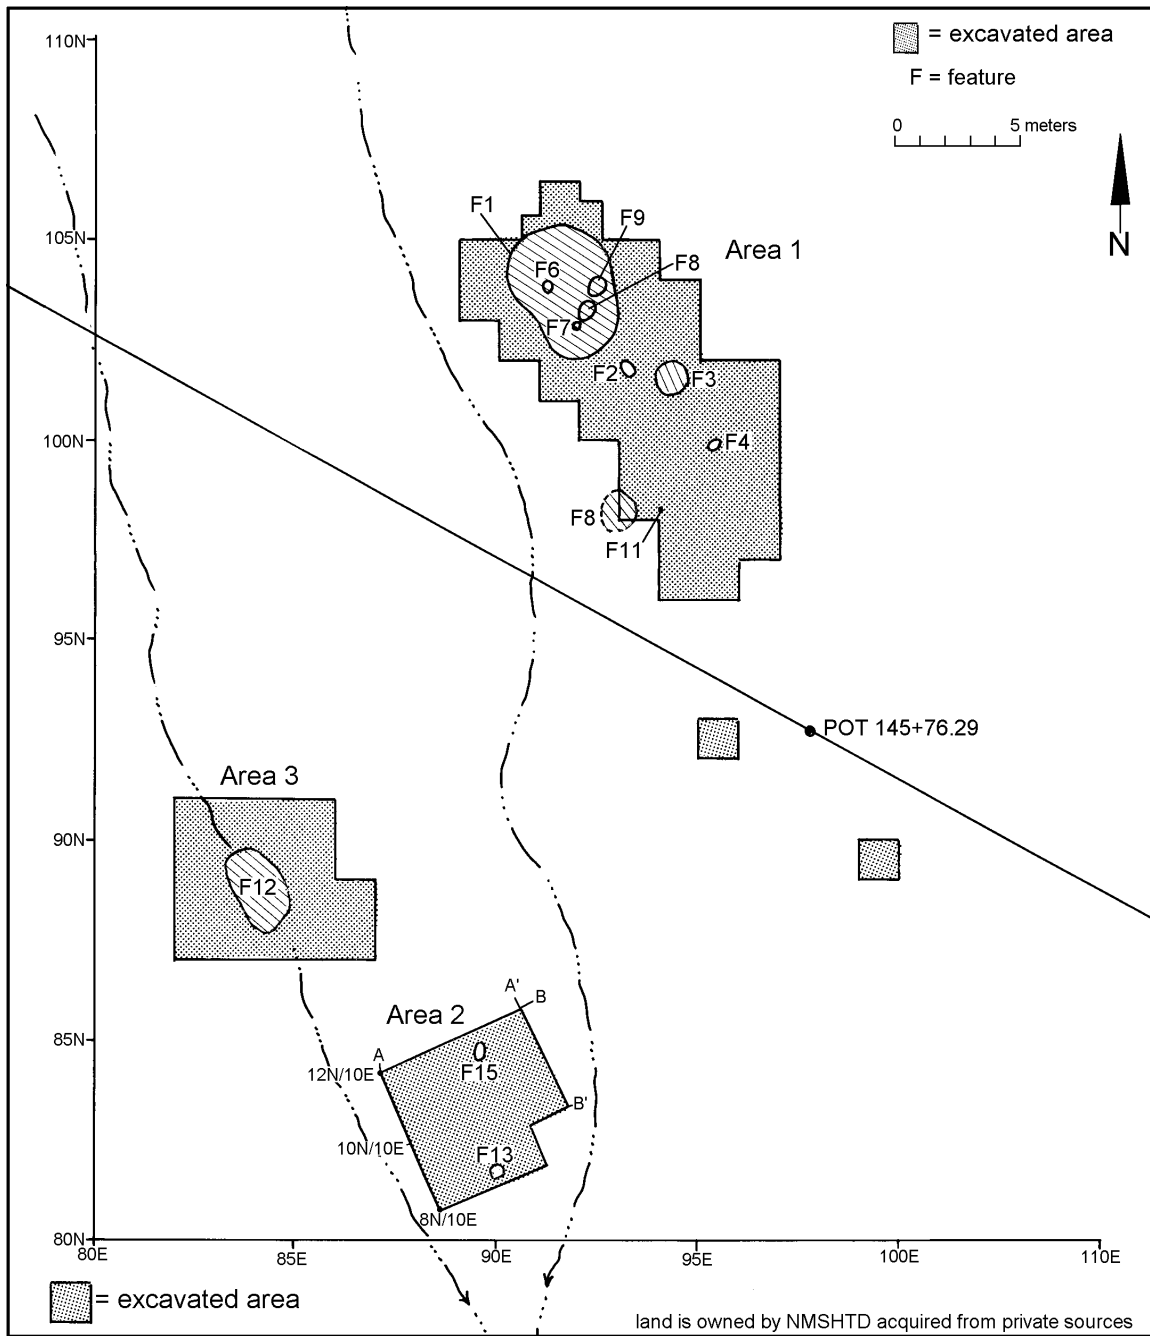 110N
= excavated area
F = feature
0 5 meters
N
F1
F9
105N
Area 1
F6
F8
F7
F2
F3
100N
F4
F8
F11
95N
POT 145+76.29
Area 3
90N
F12
A'
B
Area 2
85N
A
12N/10E
F15
B'
10N/10E
F13
8N/10E
80N
80E 85E 90E 95E 100E 110E
= excavated area
land is owned by NMSHTD acquired from private sources